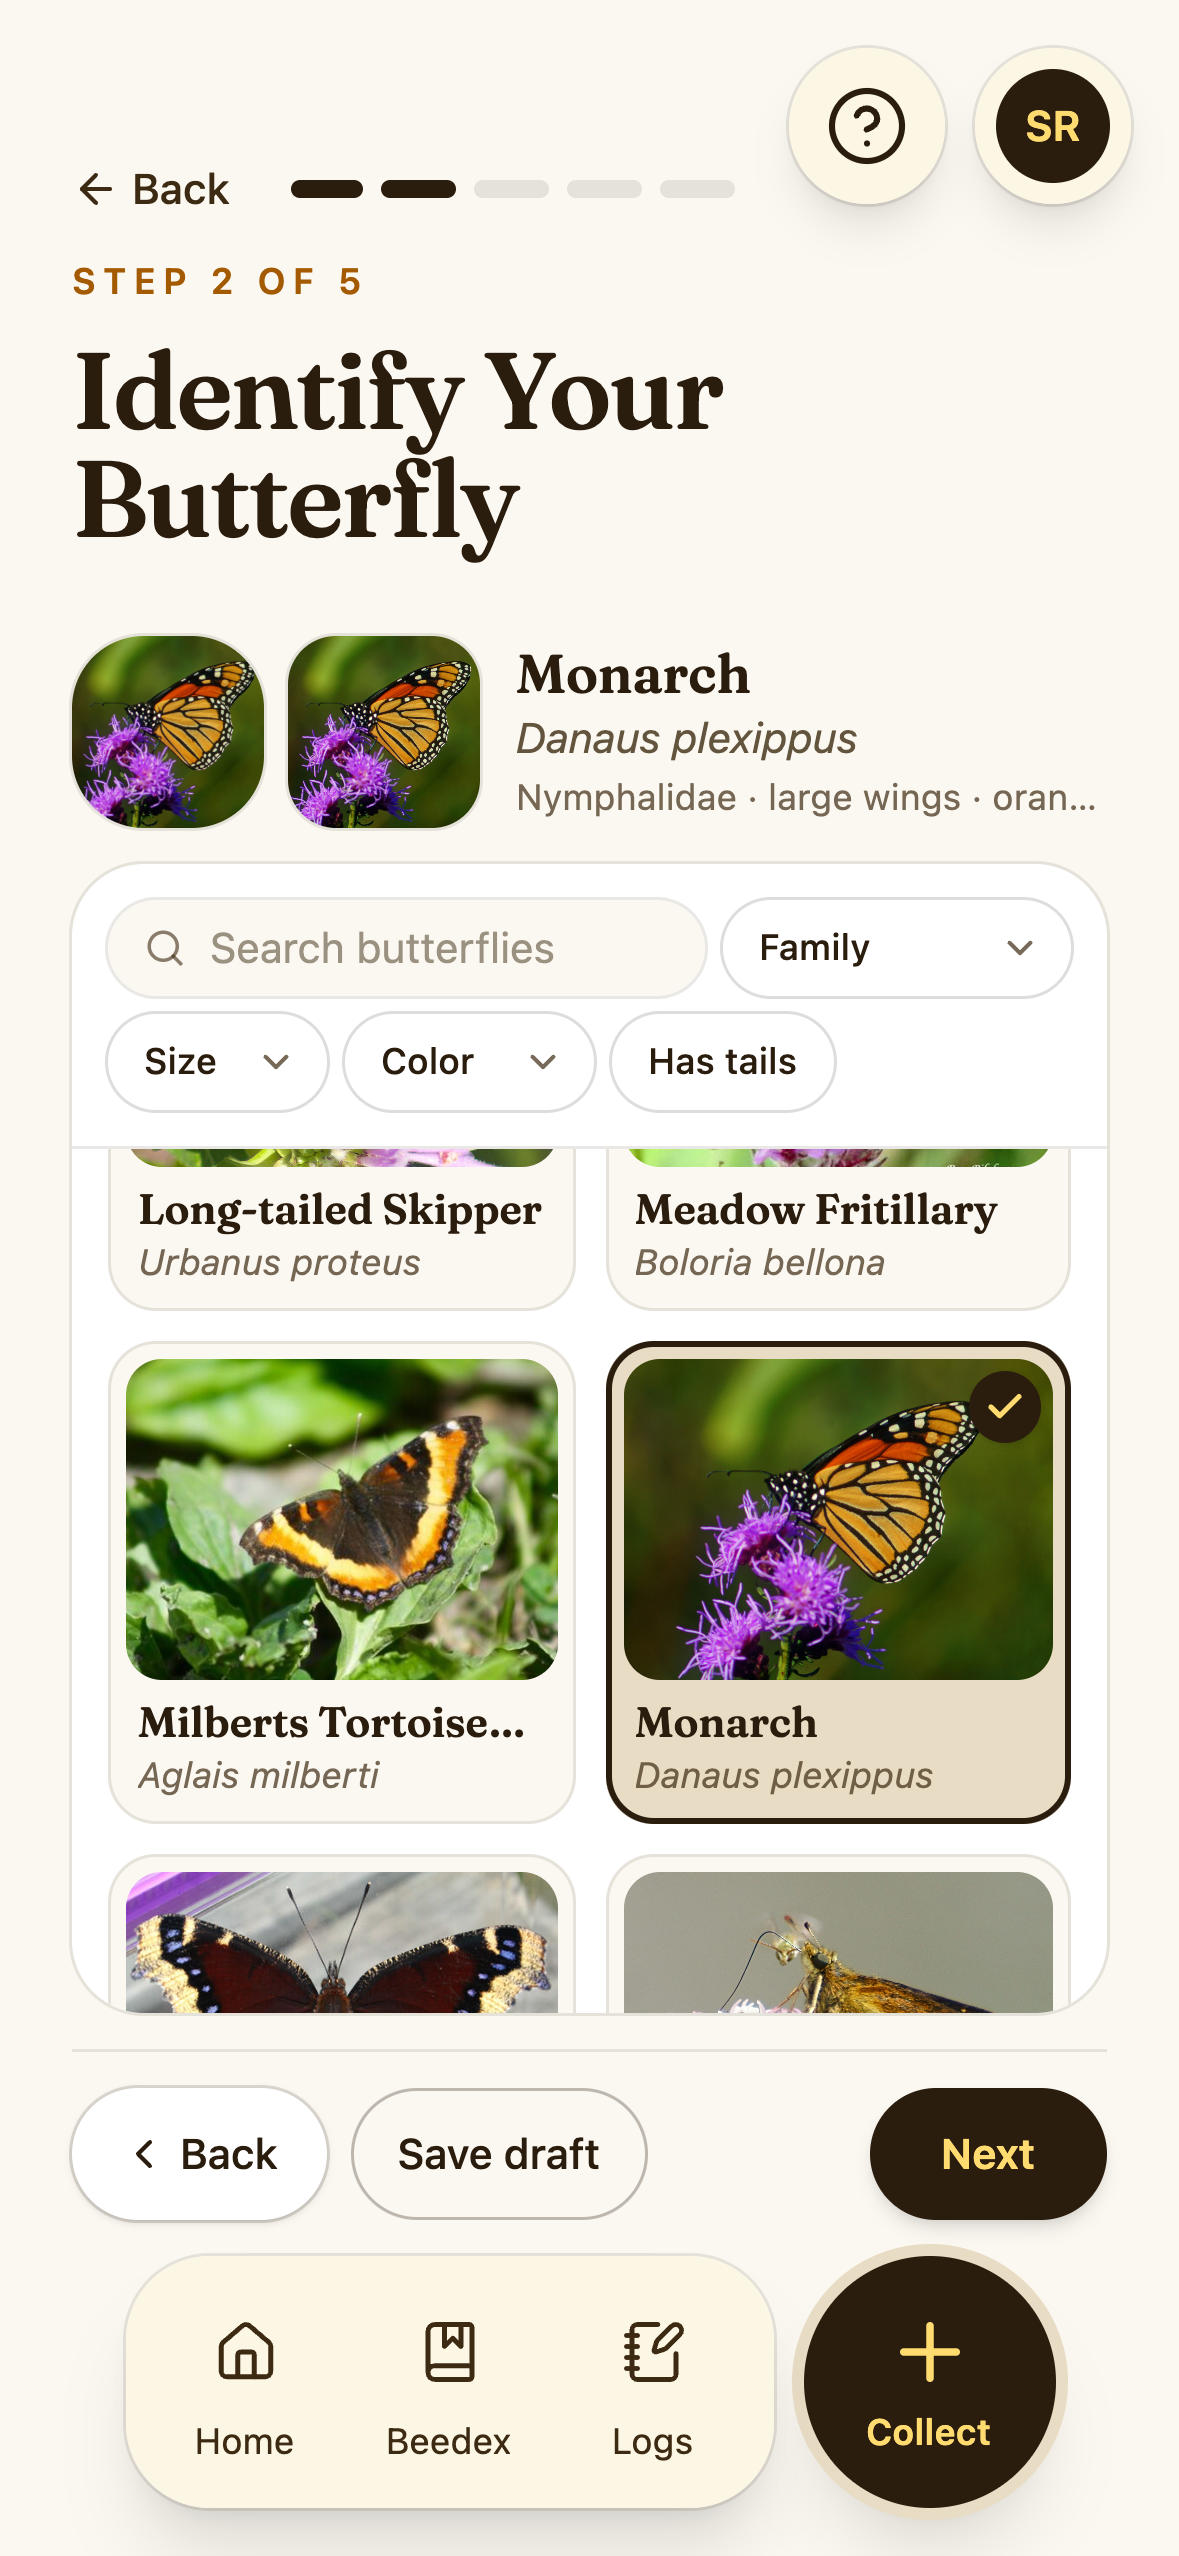 SR
Back
STEP 2 OF 5
Identify Your
Butterfly
Monarch
Danaus plexippus
Nymphalidae · large wings · oran...
Search butterflies
Family
Size
Color
Has tails
Long-tailed Skipper
Urbanus proteus
Meadow Fritillary
Boloria bellona
Milberts Tortoise...
Aglais milberti
Monarch
Danaus plexippus
Back
Save draft
Next
Home
Beedex
Logs
Collect